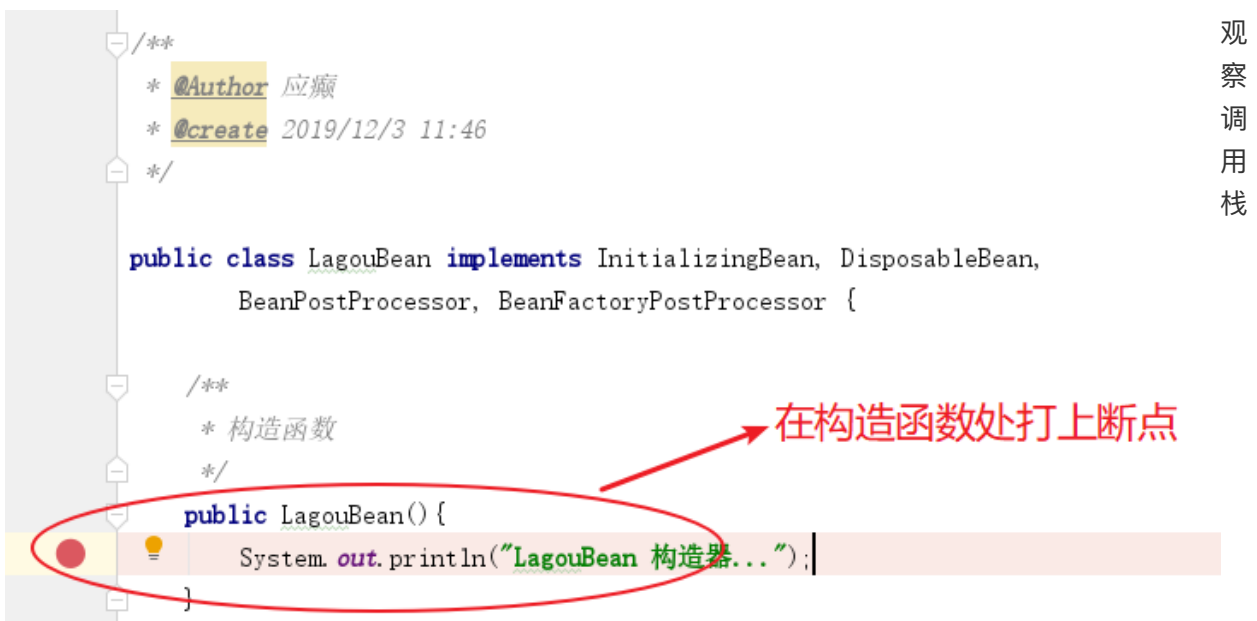 /**
* @Author 应癫
* @create 2019/12/3 11:46
*/
public class LagouBean implements InitializingBean, DisposableBean,
BeanPostProcessor, BeanFactoryPostProcessor {
/**
* 构造函数
*/
public LagouBean(){
System.out.println("LagouBean 构造器...");
}
在构造函数处打上断点
观
察
调
用
栈